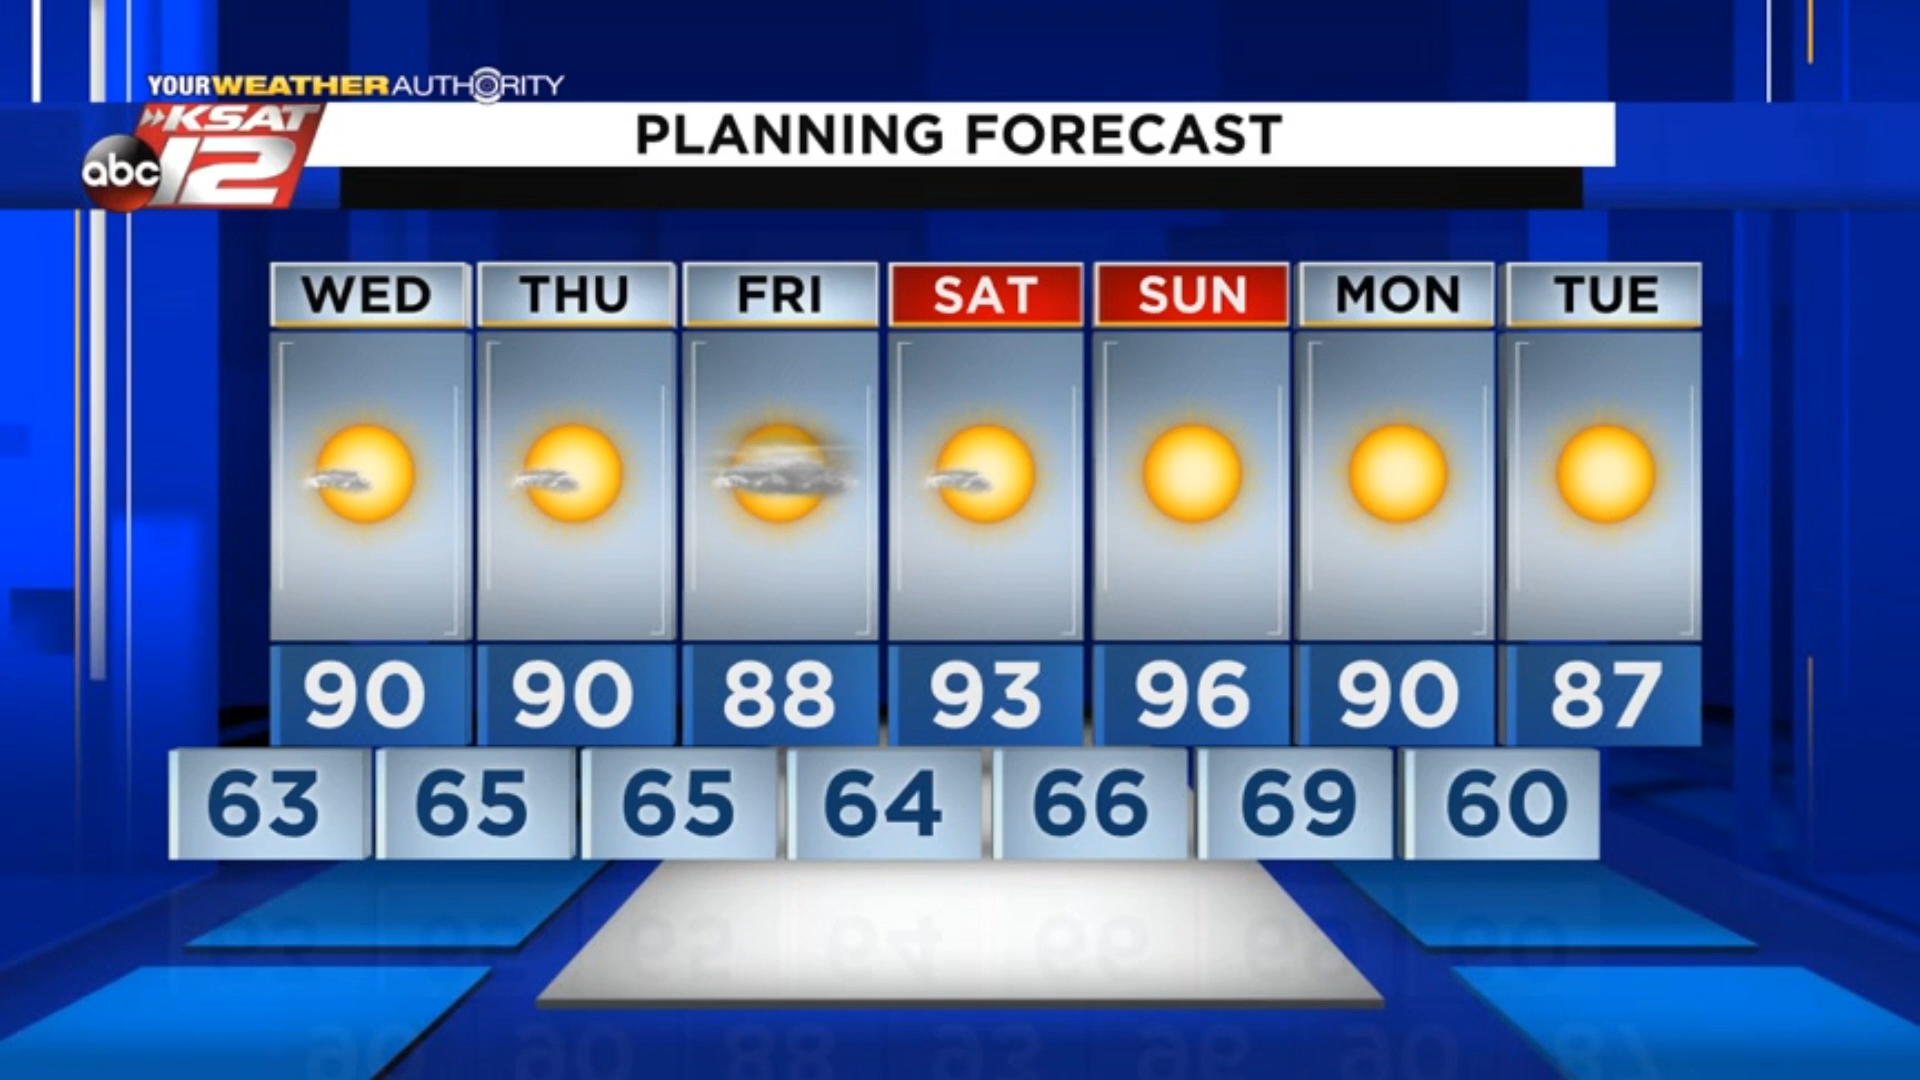 YOURWEATHERAUTHORITY
KSAT
abc 12
PLANNING FORECAST
WED THU FRI SAT SUN MON TUE
90 90 88 93 96 90 87
63 65 65 64 66 69 60